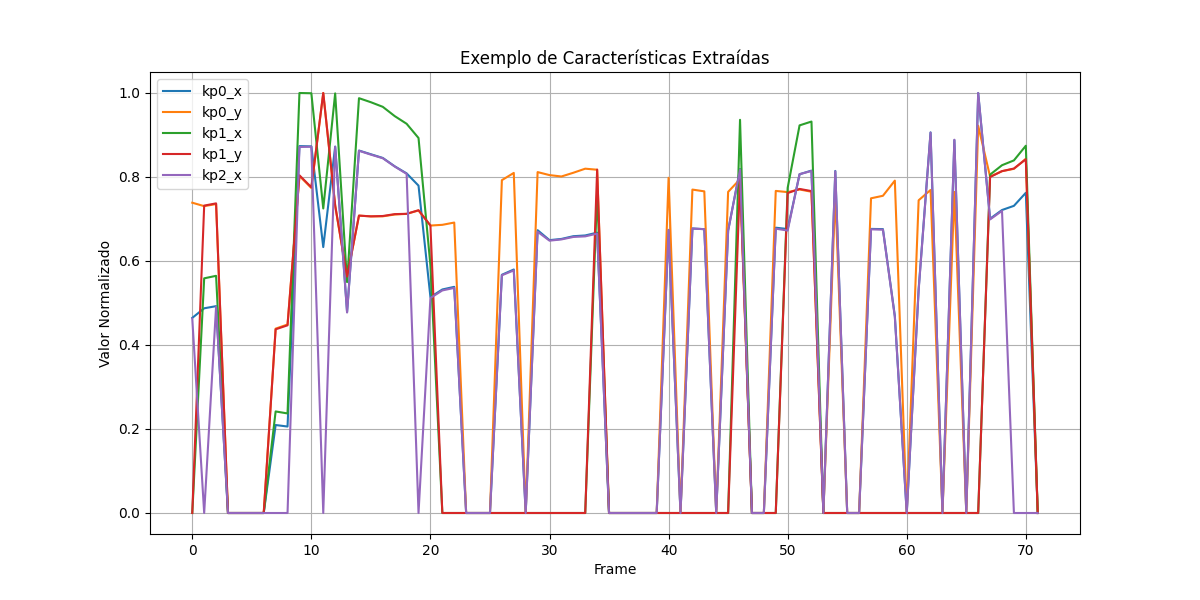 Exemplo de Características Extraídas
kp0_x
kp0_y
kp1_x
kp1_y
kp2_x
Valor Normalizado
1.0
0.8
0.6
0.4
0.2
0.0
0 10 20 30 40 50 60 70
Frame